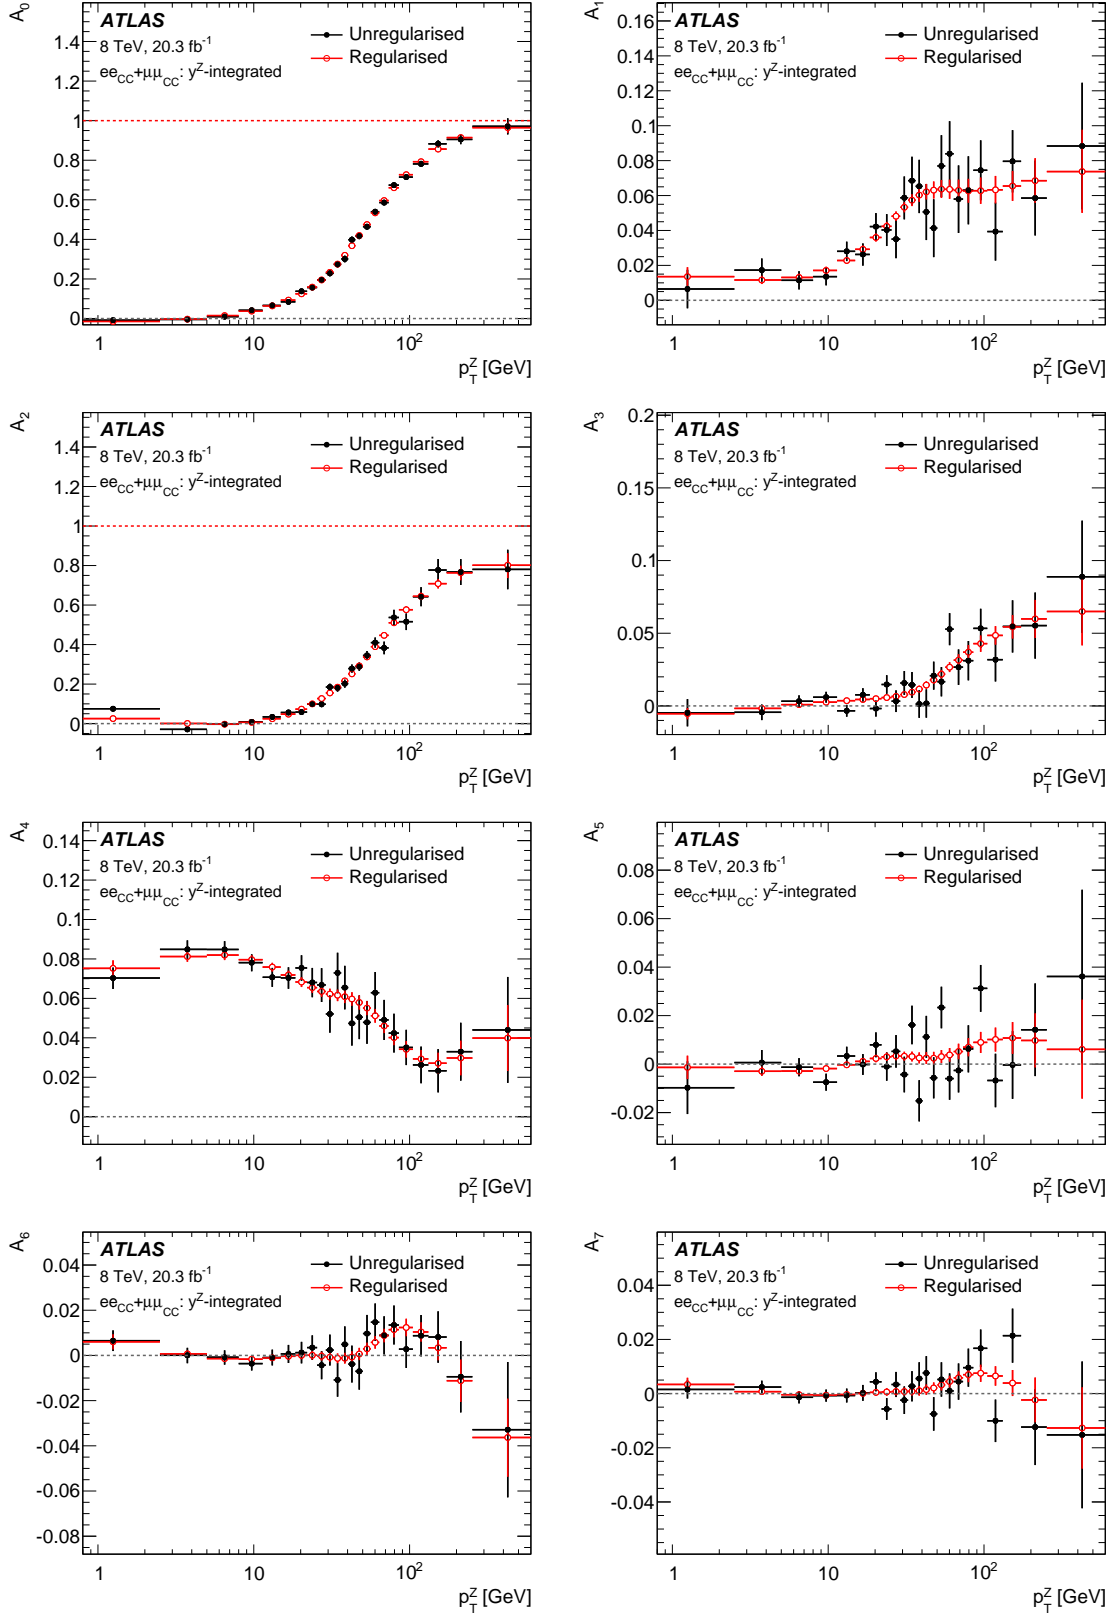 A0
ATLAS
8 TeV, 20.3 fb-1
eeCC+μμCC: yZ-integrated
Unregularised
Regularised
1.4
1.2
1
0.8
0.6
0.4
0.2
0
1 10 10²
pTZ [GeV]
A1
ATLAS
8 TeV, 20.3 fb-1
eeCC+μμCC: yZ-integrated
Unregularised
Regularised
0.16
0.14
0.12
0.1
0.08
0.06
0.04
0.02
0
1 10 10²
pTZ [GeV]
A2
ATLAS
8 TeV, 20.3 fb-1
eeCC+μμCC: yZ-integrated
Unregularised
Regularised
1.4
1.2
1
0.8
0.6
0.4
0.2
0
1 10 10²
pTZ [GeV]
A3
ATLAS
8 TeV, 20.3 fb-1
eeCC+μμCC: yZ-integrated
Unregularised
Regularised
0.2
0.15
0.1
0.05
0
1 10 10²
pTZ [GeV]
A4
ATLAS
8 TeV, 20.3 fb-1
eeCC+μμCC: yZ-integrated
Unregularised
Regularised
0.14
0.12
0.1
0.08
0.06
0.04
0.02
0
1 10 10²
pTZ [GeV]
A5
ATLAS
8 TeV, 20.3 fb-1
eeCC+μμCC: yZ-integrated
Unregularised
Regularised
0.08
0.06
0.04
0.02
0
-0.02
1 10 10²
pTZ [GeV]
A6
ATLAS
8 TeV, 20.3 fb-1
eeCC+μμCC: yZ-integrated
Unregularised
Regularised
0.04
0.02
0
-0.02
-0.04
-0.06
-0.08
1 10 10²
pTZ [GeV]
A7
ATLAS
8 TeV, 20.3 fb-1
eeCC+μμCC: yZ-integrated
Unregularised
Regularised
0.04
0.02
0
-0.02
-0.04
1 10 10²
pTZ [GeV]